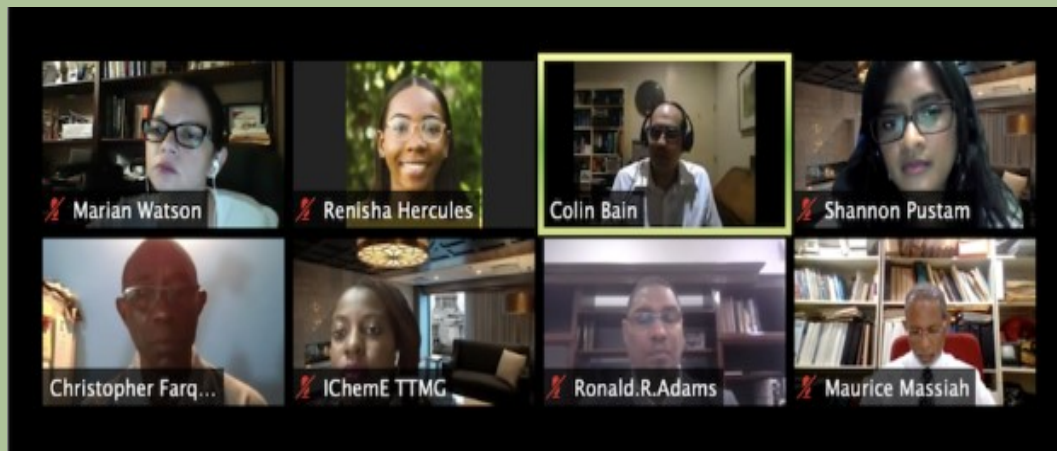 Marian Watson
Renisha Hercules
Colin Bain
Shannon Pustam
Christopher Farq...
IChemE TTMG
Ronald.R.Adams
Maurice Massiah